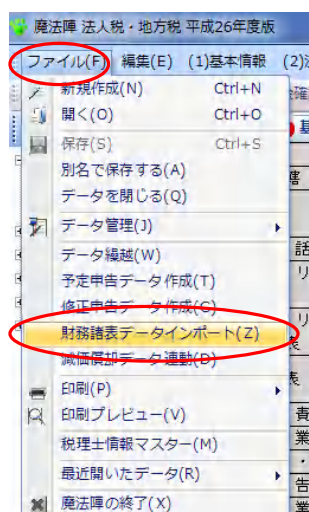 魔法陣 法人税・地方税 平成26年度版
ファイル(F) 編集(E) (1)基本情報 (2)
新規作成(N) Ctrl+N
開く(O) Ctrl+O
保存(S) Ctrl+S
別名で保存する(A)
データを閉じる(Q)
データ管理(J)
データ繰越(W)
予定申告データ作成(T)
修正申告データ作成(C)
財務諸表データインポート(Z)
減価償却データ連動(D)
印刷(P)
印刷プレビュー(V)
税理士情報マスター(M)
最近開いたデータ(R)
魔法陣の終了(X)